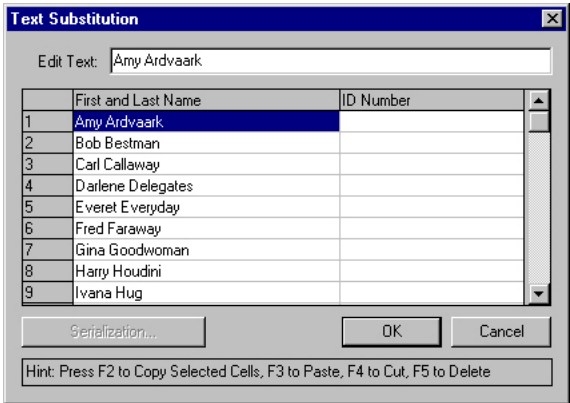 Text Substitution
Edit Text: Amy Ardvaark
First and Last Name ID Number
1 Amy Ardvaark
2 Bob Bestman
3 Carl Callaway
4 Darlene Delegates
5 Everet Everyday
6 Fred Faraway
7 Gina Goodwoman
8 Harry Houdini
9 Ivana Hug
Serialization... OK Cancel
Hint: Press F2 to Copy Selected Cells, F3 to Paste, F4 to Cut, F5 to Delete